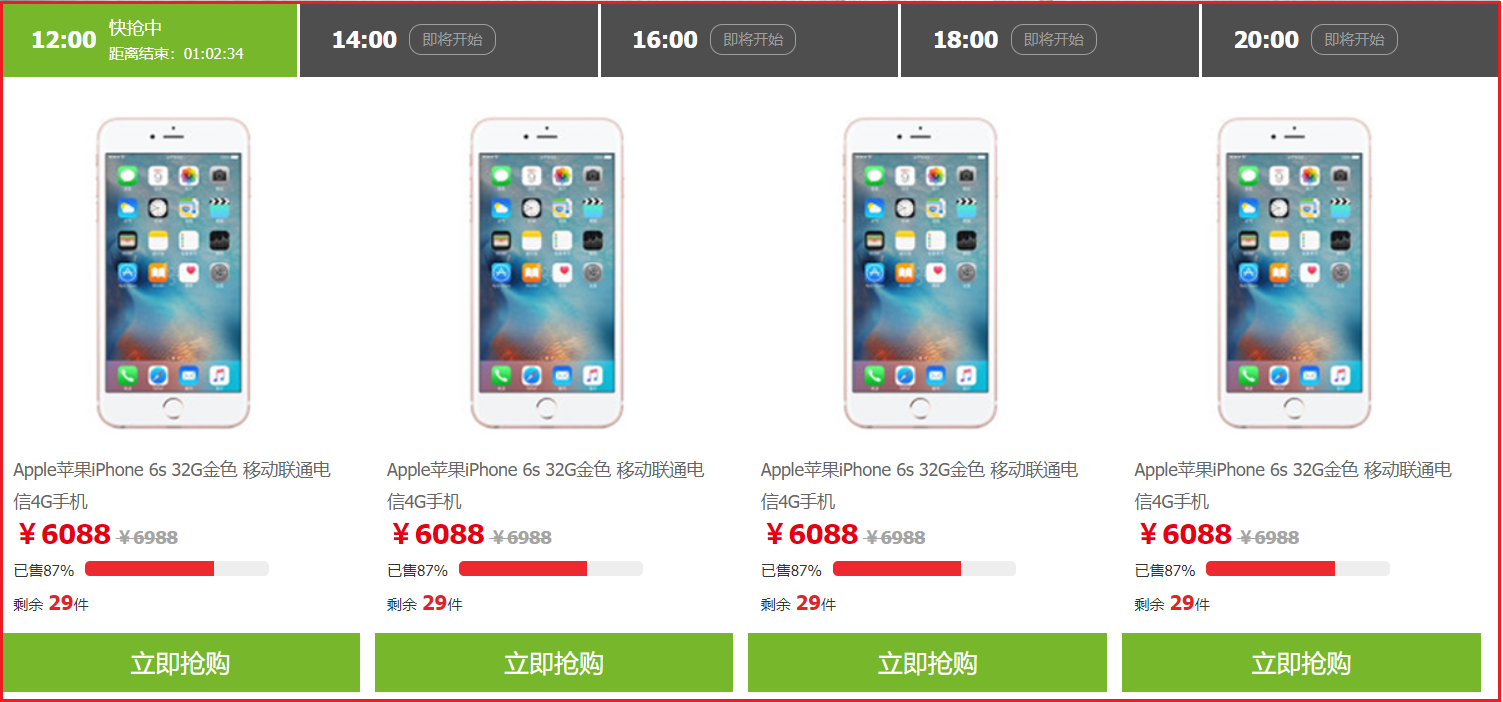 12:00 快抢中
距离结束：01:02:34
14:00 即将开始
16:00 即将开始
18:00 即将开始
20:00 即将开始
Apple苹果iPhone 6s 32G金色 移动联通电
信4G手机
￥6088 ￥6988
已售87%
剩余 29件
立即抢购
Apple苹果iPhone 6s 32G金色 移动联通电
信4G手机
￥6088 ￥6988
已售87%
剩余 29件
立即抢购
Apple苹果iPhone 6s 32G金色 移动联通电
信4G手机
￥6088 ￥6988
已售87%
剩余 29件
立即抢购
Apple苹果iPhone 6s 32G金色 移动联通电
信4G手机
￥6088 ￥6988
已售87%
剩余 29件
立即抢购